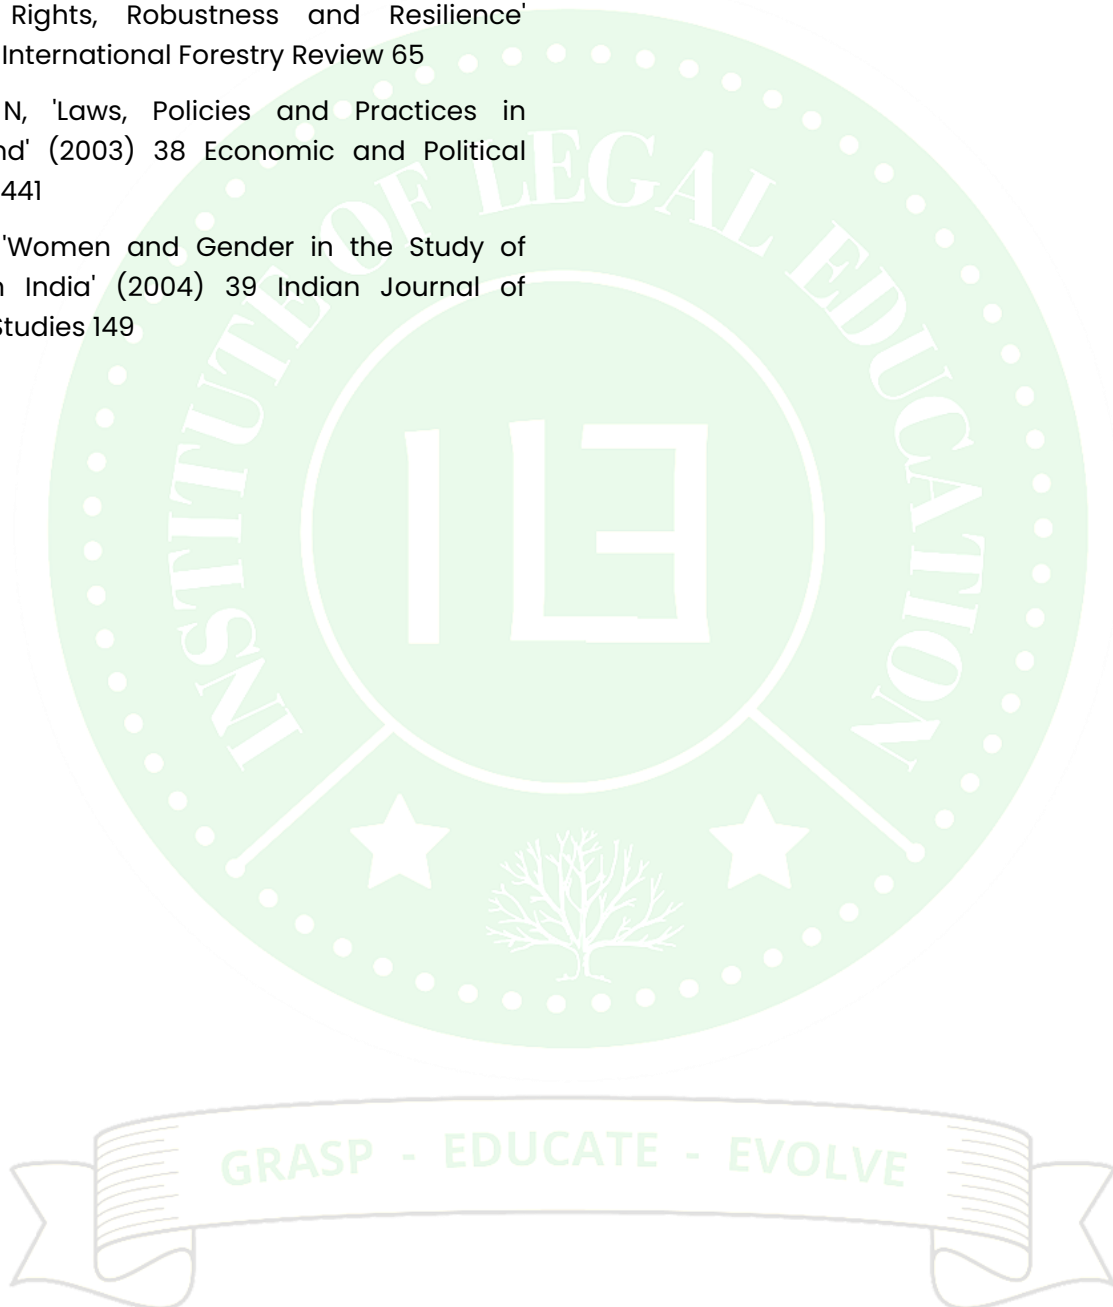 Rights, Robustness and Resilience'
International Forestry Review 65
N, 'Laws, Policies and Practices in
nd' (2003) 38 Economic and Political
441
'Women and Gender in the Study of
India' (2004) 39 Indian Journal of
Studies 149
INSTITUTE OF LEGAL EDUCATION
ILE
GRASP - EDUCATE - EVOLVE